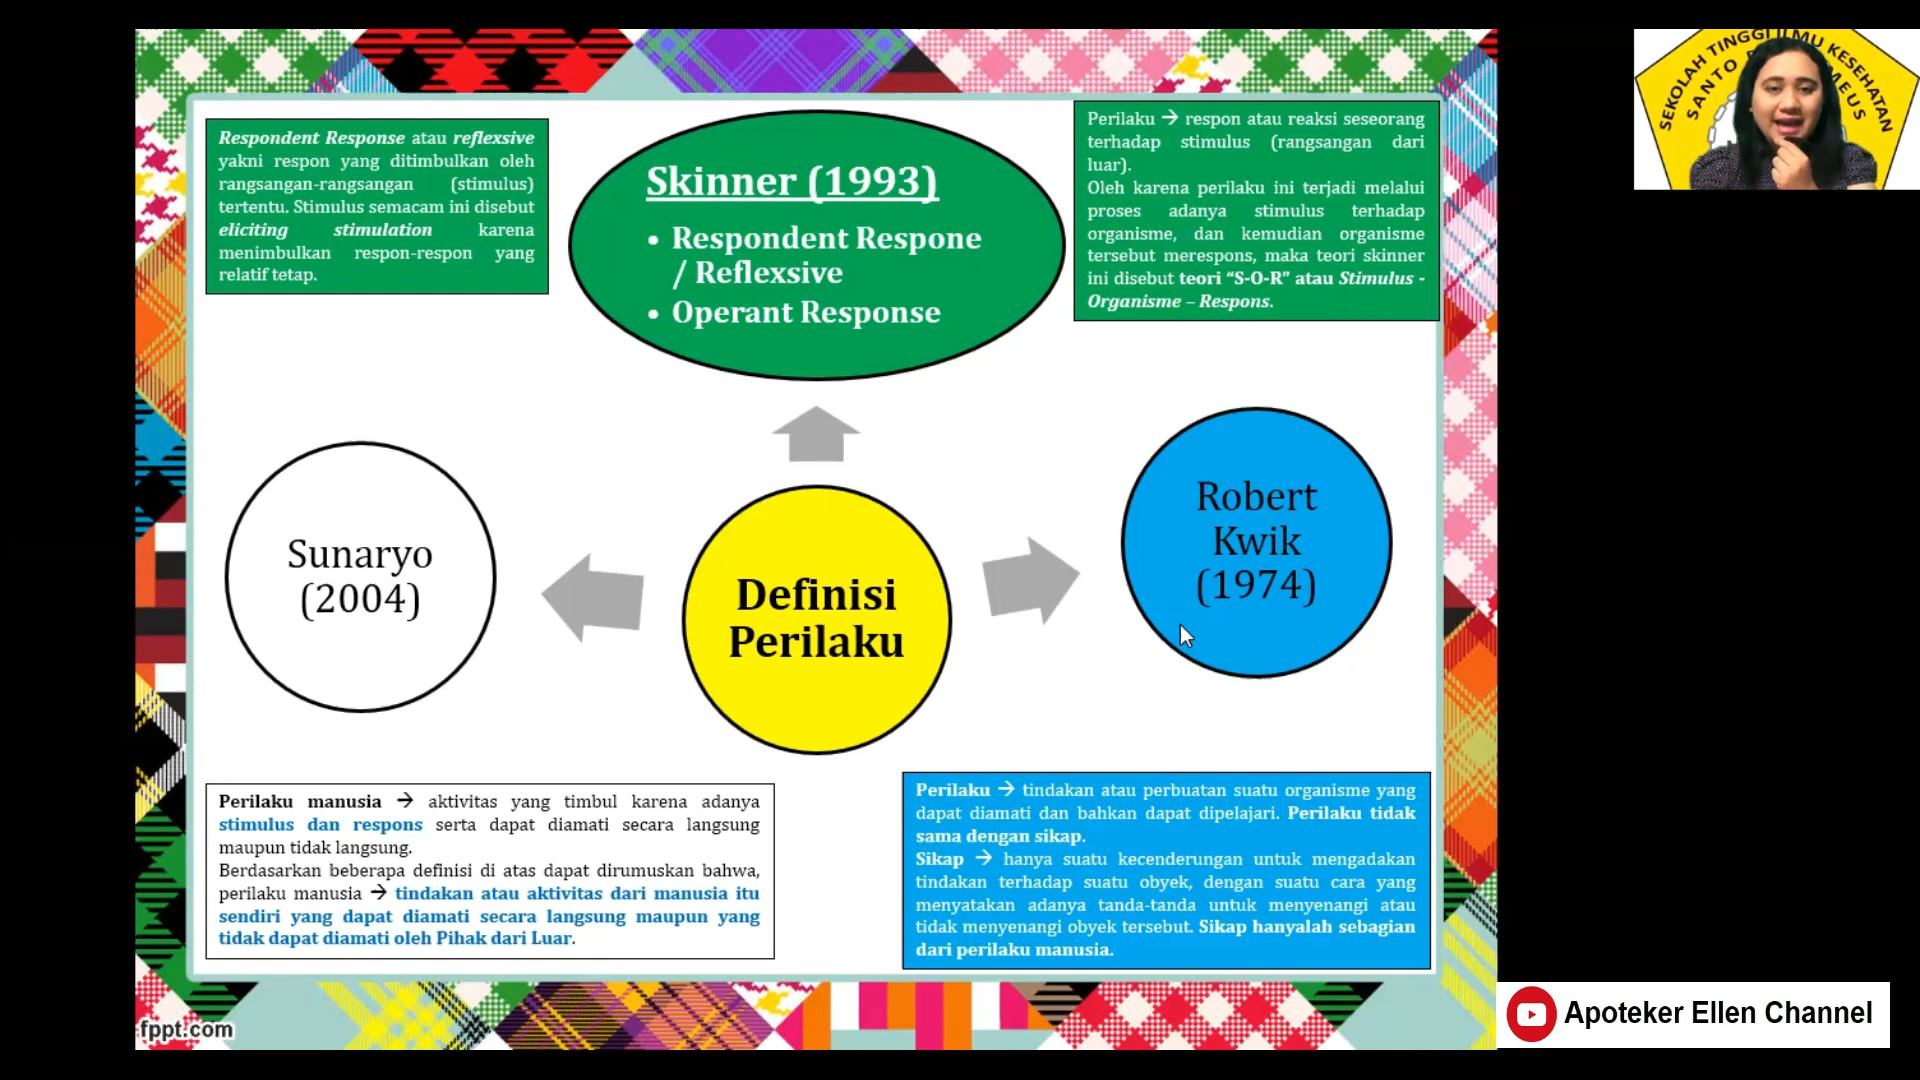 Respondent Response atau reflexsive
yakni respon yang ditimbulkan oleh
rangsangan-rangsangan (stimulus)
tertentu. Stimulus semacam ini disebut
eliciting stimulation karena
menimbulkan respon-respon yang
relatif tetap.
Skinner (1993)
• Respondent Respone
/ Reflexsive
• Operant Response
Perilaku → respon atau reaksi seseorang
terhadap stimulus (rangsangan dari
luar).
Oleh karena perilaku ini terjadi melalui
proses adanya stimulus terhadap
organisme, dan kemudian organisme
tersebut merespons, maka teori skinner
ini disebut teori “S-O-R” atau Stimulus -
Organisme – Respons.
SEKOLAH TINGGI ILMU KESEHATAN
SANTO
MEUS
Sunaryo
(2004)
Definisi
Perilaku
Robert
Kwik
(1974)
Perilaku manusia → aktivitas yang timbul karena adanya
stimulus dan respons serta dapat diamati secara langsung
maupun tidak langsung.
Berdasarkan beberapa definisi di atas dapat dirumuskan bahwa,
perilaku manusia → tindakan atau aktivitas dari manusia itu
sendiri yang dapat diamati secara langsung maupun yang
tidak dapat diamati oleh Pihak dari Luar.
Perilaku → tindakan atau perbuatan suatu organisme yang
dapat diamati dan bahkan dapat dipelajari. Perilaku tidak
sama dengan sikap.
Sikap → hanya suatu kecenderungan untuk mengadakan
tindakan terhadap suatu obyek, dengan suatu cara yang
menyatakan adanya tanda-tanda untuk menyenangi atau
tidak menyenangi obyek tersebut. Sikap hanyalah sebagian
dari perilaku manusia.
fppt.com
Apoteker Ellen Channel